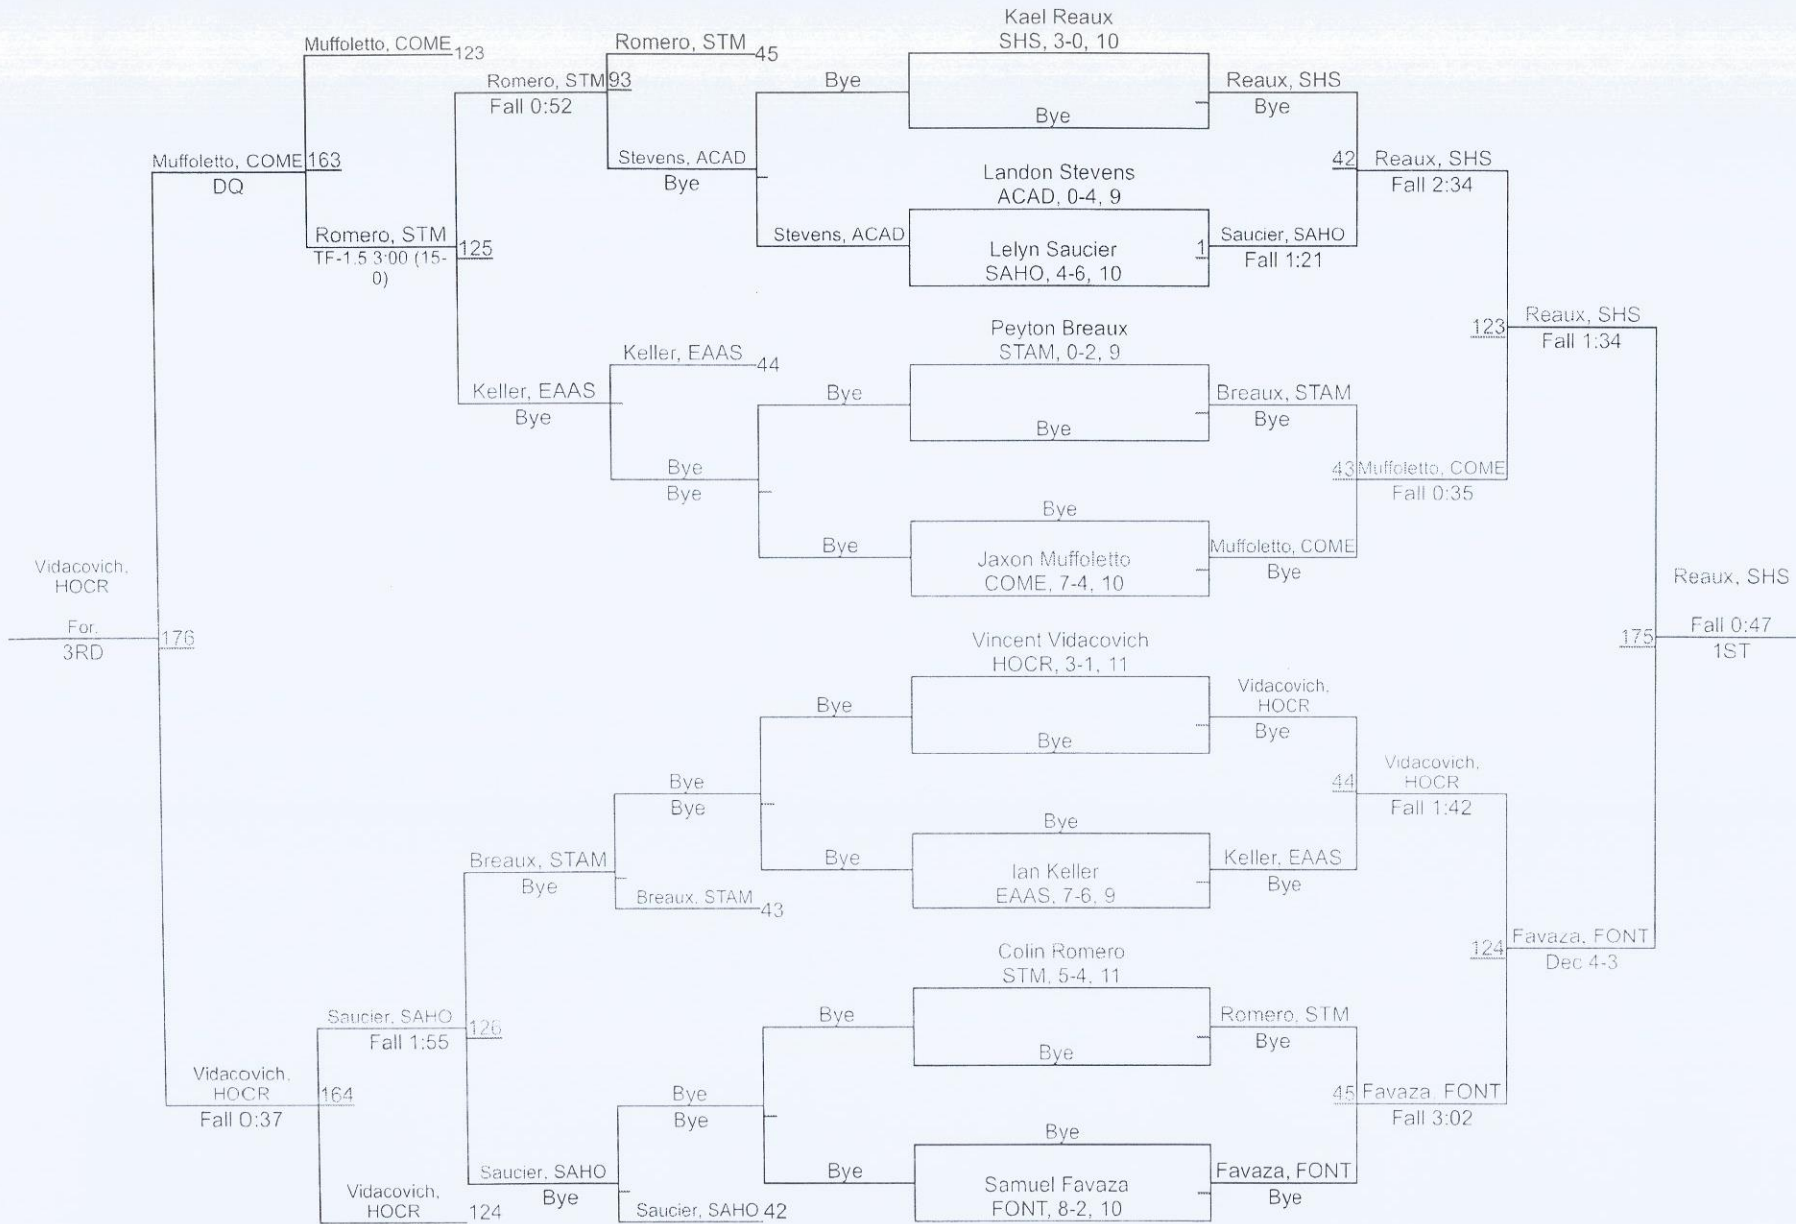 Kael Reaux
SHS, 3-0, 10
Muffoletto, COME
123
Romero, STM
45
Romero, STM
93
Fall 0:52
Bye
Reaux, SHS
Bye
Bye
Muffoletto, COME
163
DQ
Stevens, ACAD
Bye
Landon Stevens
ACAD, 0-4, 9
42
Reaux, SHS
Fall 2:34
Romero, STM
125
TF-1.5 3:00 (15-
0)
Stevens, ACAD
Lelyn Saucier
SAHO, 4-6, 10
1
Saucier, SAHO
Fall 1:21
Peyton Breaux
STAM, 0-2, 9
123
Reaux, SHS
Fall 1:34
Keller, EAAS
44
Keller, EAAS
Bye
Bye
Bye
Breaux, STAM
Bye
Bye
Bye
43
Muffoletto, COME
Fall 0:35
Bye
Bye
Jaxon Muffoletto
COME, 7-4, 10
Muffoletto, COME
Bye
Vidacovich,
HOCR
For.
3RD
176
Reaux, SHS
175
Fall 0:47
1ST
Vincent Vidacovich
HOCR, 3-1, 11
Bye
Bye
Vidacovich,
HOCR
Bye
Bye
Bye
44
Vidacovich,
HOCR
Fall 1:42
Bye
Breaux, STAM
Bye
Bye
Ian Keller
EAAS, 7-6, 9
Keller, EAAS
Bye
Breaux, STAM
43
Colin Romero
STM, 5-4, 11
124
Favaza, FONT
Dec 4-3
Saucier, SAHO
126
Fall 1:55
Bye
Bye
Romero, STM
Bye
Vidacovich,
HOCR
164
Fall 0:37
Bye
Bye
45
Favaza, FONT
Fall 3:02
Bye
Saucier, SAHO
Bye
Bye
Samuel Favaza
FONT, 8-2, 10
Favaza, FONT
Bye
Vidacovich,
HOCR
124
Saucier, SAHO
42